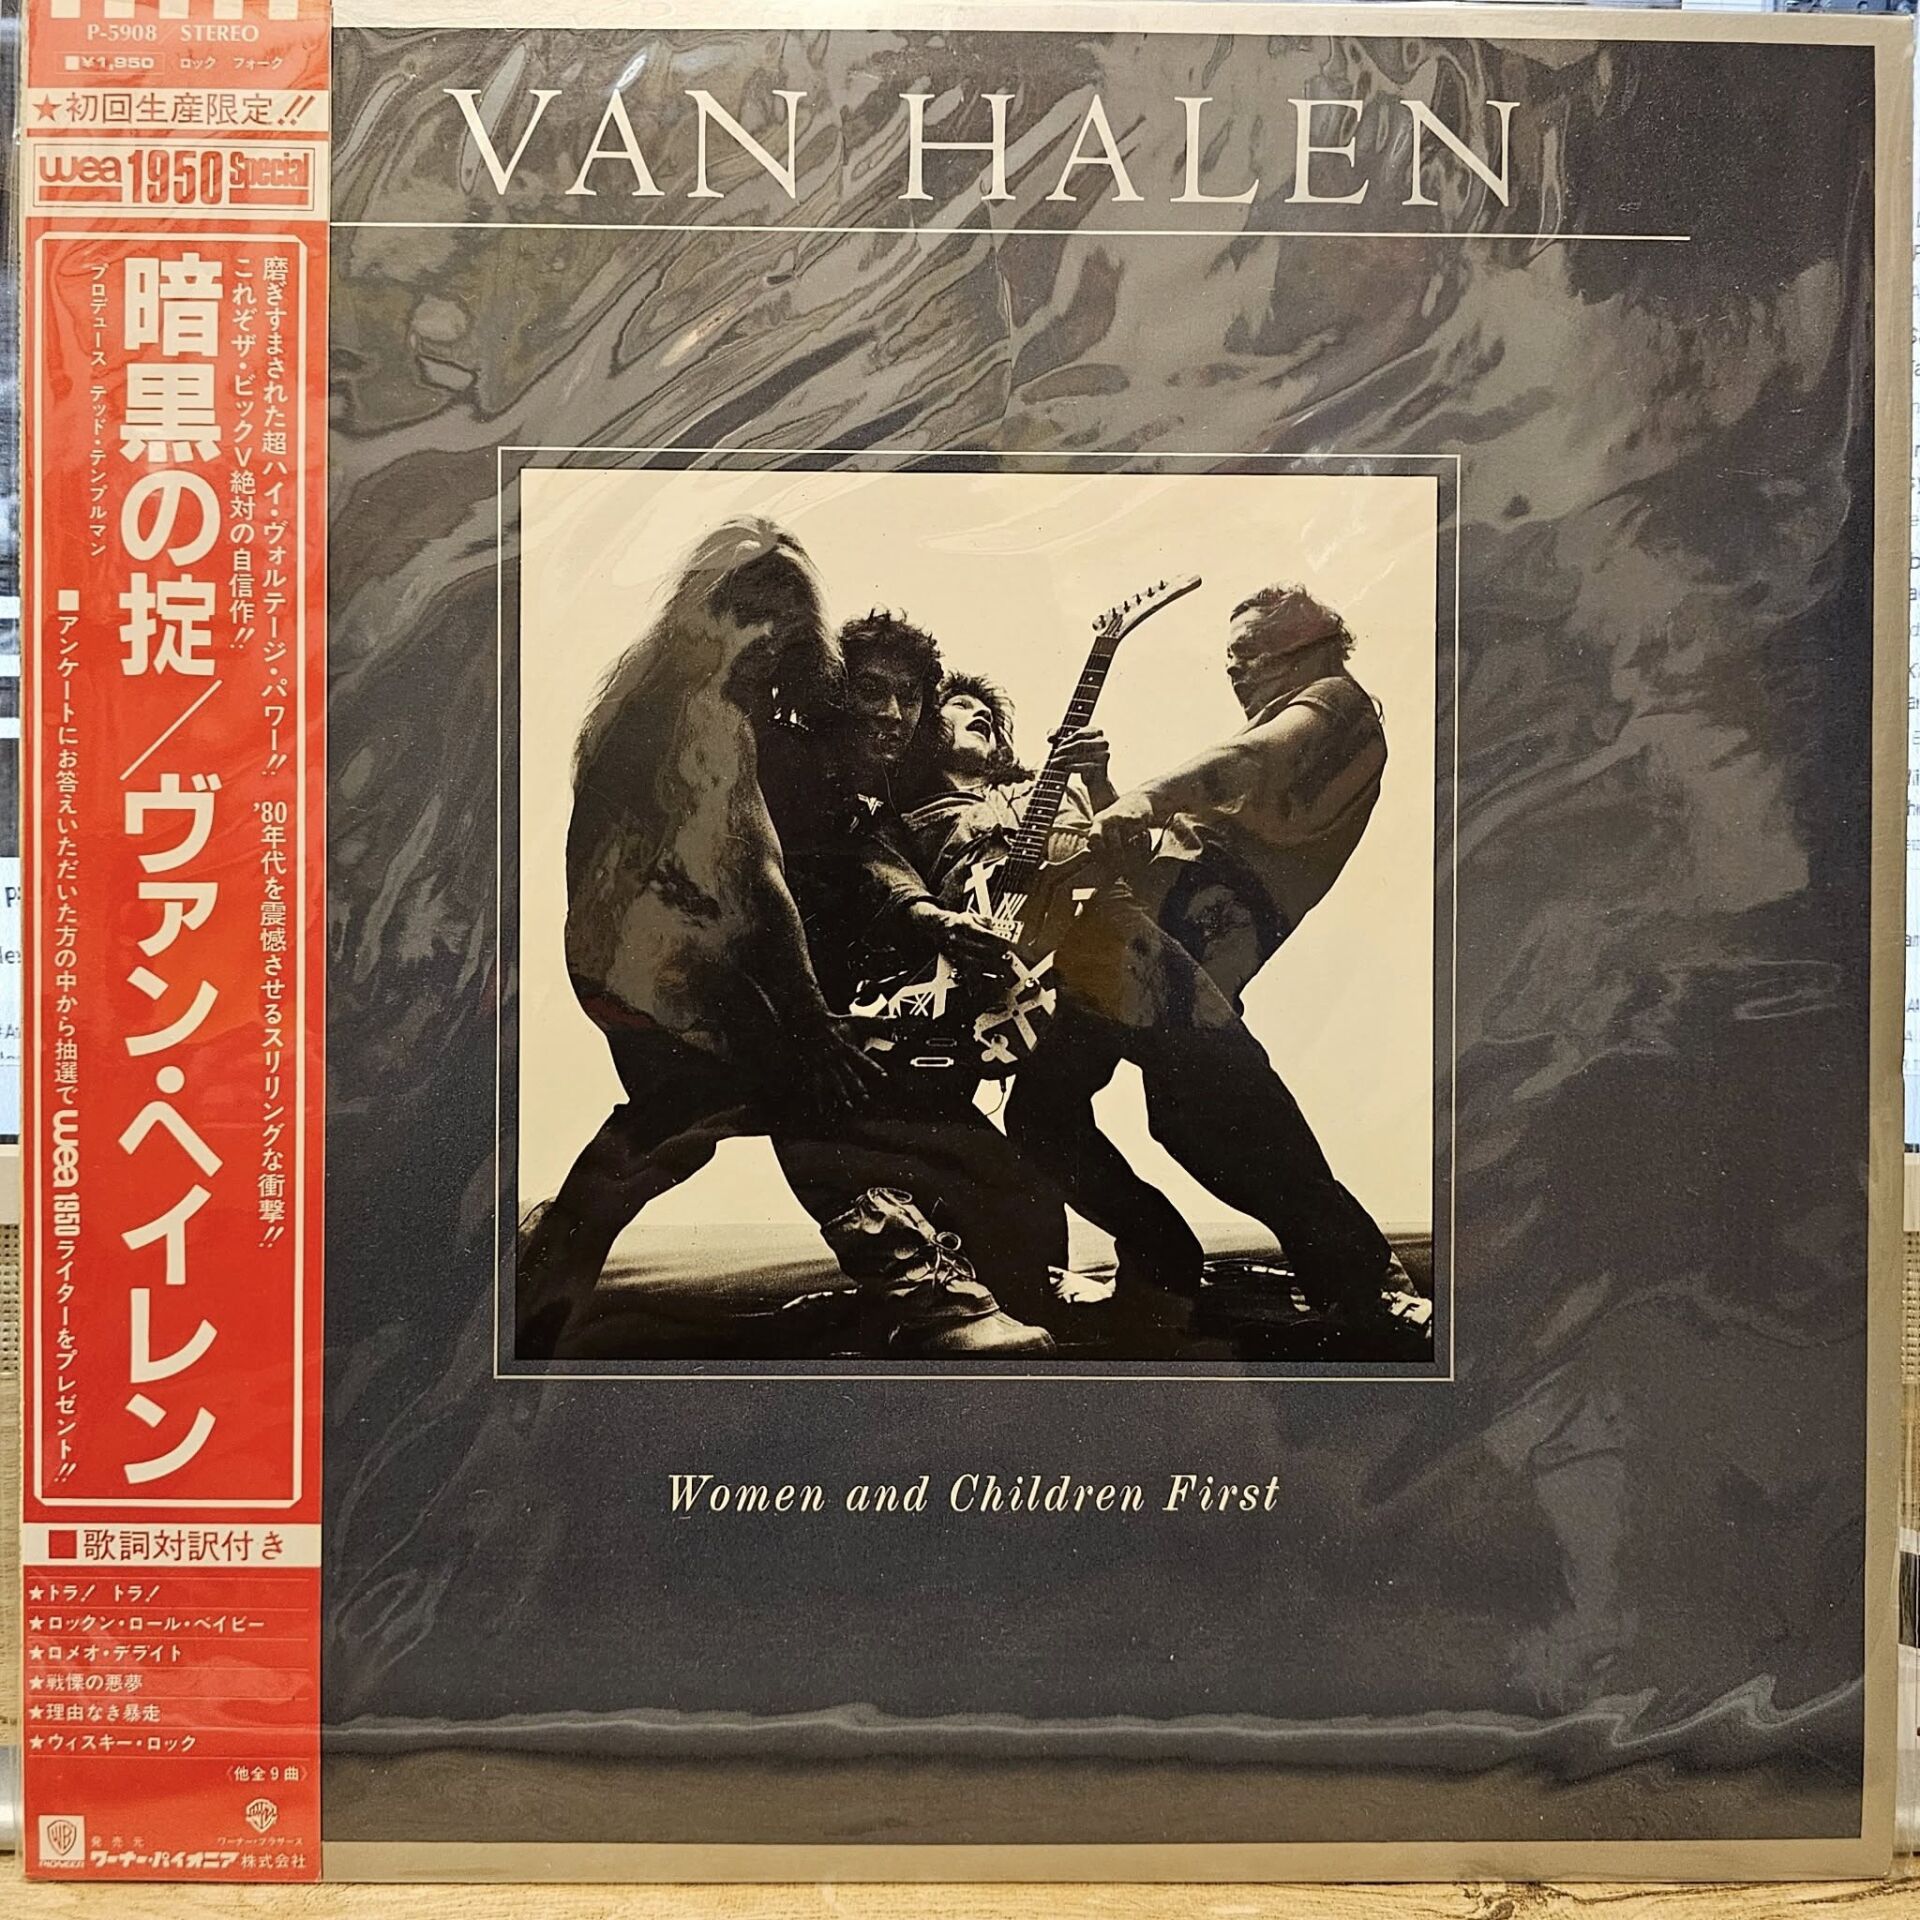 P-5908／STEREO
■¥1,950 ロック フォーク
★初回生産限定!!
wea 1950 Special
磨ぎすまされた超ハイ・ヴォルテージ・パワー!! '80年代を震憾させるスリリングな衝撃!!
これぞザ・ビックV絶対の自信作!!
暗黒の掟／ヴァン・ヘイレン
プロデュース テッド・テンプルマン
■アンケートにお答えいただいた方の中から抽選でwea 1950ライターをプレゼント!!
■歌詞対訳付き
★トラ! トラ!
★ロックン・ロール・ベイビー
★ロメオ・デライト
★戦慄の悪夢
★理由なき暴走
★ウィスキー・ロック
〈他全9曲〉
WB
PIONEER
発売元
ワーナー・パイオニア株式会社
ワーナー・ブラザース
VAN HALEN
Women and Children First